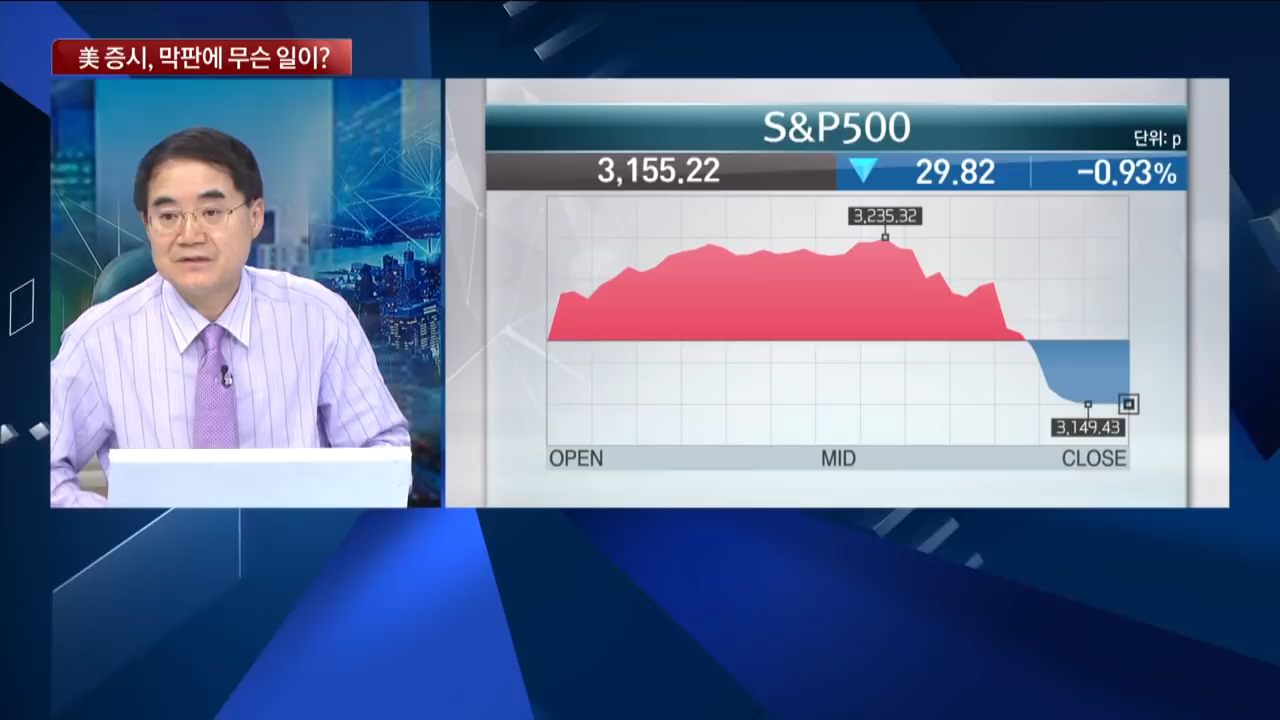 美 증시, 막판에 무슨 일이?
S&P500
단위: p
3,155.22 ▼ 29.82 -0.93%
3,235.32
3,149.43
OPEN MID CLOSE